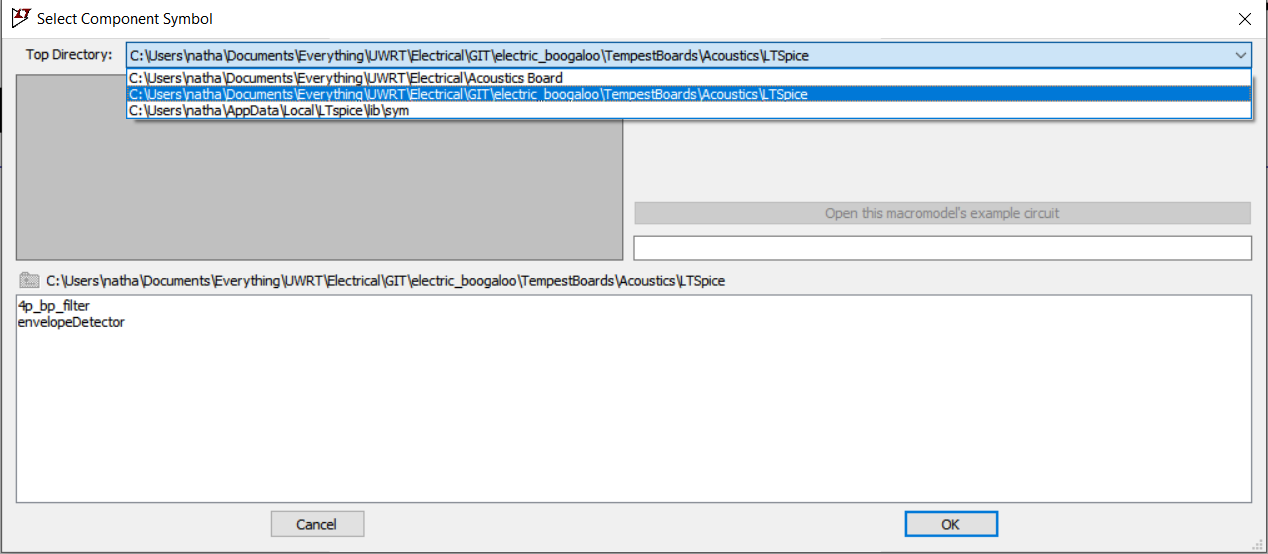 Select Component Symbol
Top Directory: C:\Users\natha\Documents\Everything\UWRT\Electrical\GIT\electric_boogaloo\TempestBoards\Acoustics\LTSpice
C:\Users\natha\Documents\Everything\UWRT\Electrical\Acoustics Board
C:\Users\natha\Documents\Everything\UWRT\Electrical\GIT\electric_boogaloo\TempestBoards\Acoustics\LTSpice
C:\Users\natha\AppData\Local\LTspice\lib\sym
Open this macromodel's example circuit
C:\Users\natha\Documents\Everything\UWRT\Electrical\GIT\electric_boogaloo\TempestBoards\Acoustics\LTSpice
4p_bp_filter
envelopeDetector
Cancel OK